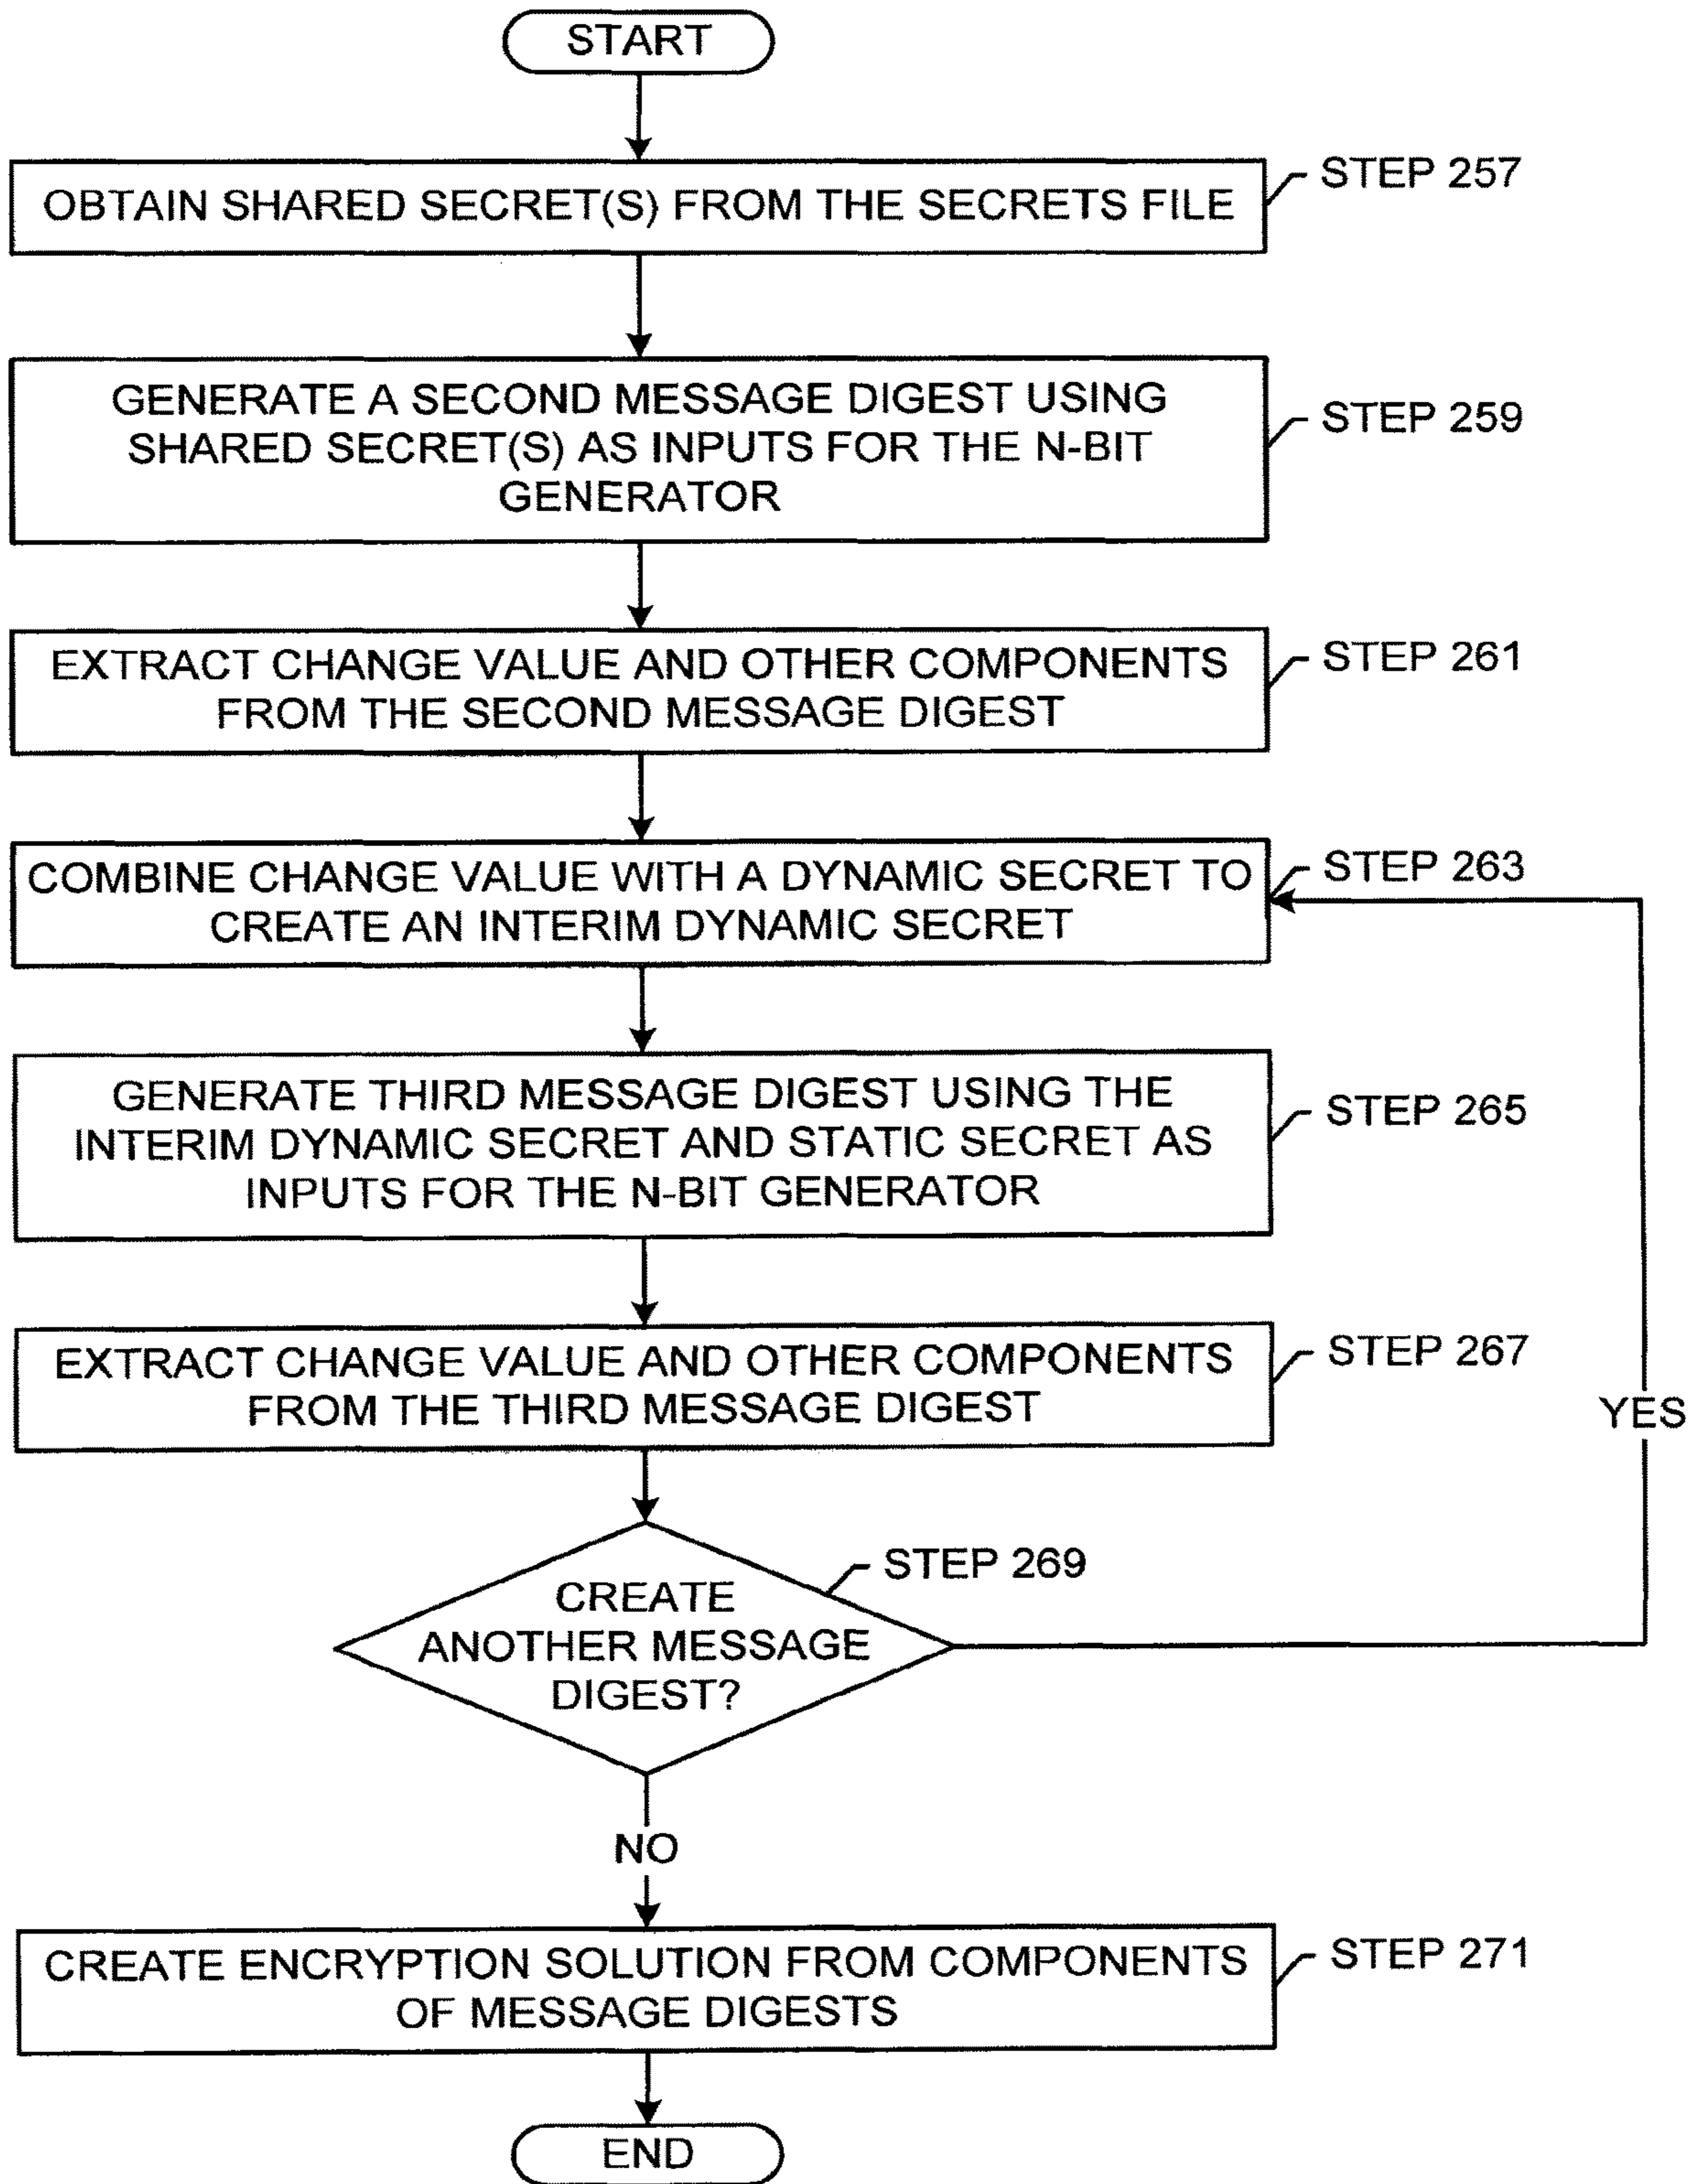 START
OBTAIN SHARED SECRET(S) FROM THE SECRETS FILE
STEP 257
GENERATE A SECOND MESSAGE DIGEST USING
SHARED SECRET(S) AS INPUTS FOR THE N-BIT
GENERATOR
STEP 259
EXTRACT CHANGE VALUE AND OTHER COMPONENTS
FROM THE SECOND MESSAGE DIGEST
STEP 261
COMBINE CHANGE VALUE WITH A DYNAMIC SECRET TO
CREATE AN INTERIM DYNAMIC SECRET
STEP 263
GENERATE THIRD MESSAGE DIGEST USING THE
INTERIM DYNAMIC SECRET AND STATIC SECRET AS
INPUTS FOR THE N-BIT GENERATOR
STEP 265
EXTRACT CHANGE VALUE AND OTHER COMPONENTS
FROM THE THIRD MESSAGE DIGEST
STEP 267
YES
CREATE
ANOTHER MESSAGE
DIGEST?
STEP 269
NO
CREATE ENCRYPTION SOLUTION FROM COMPONENTS
OF MESSAGE DIGESTS
STEP 271
END